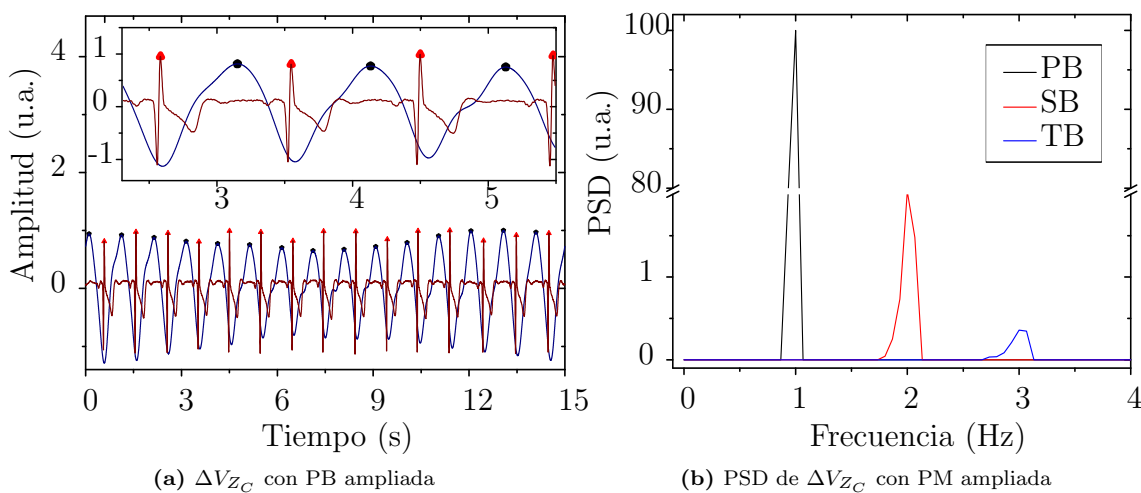 Amplitud (u.a.)
4
2
0
1
0
-1
3 4 5
0 3 6 9 12 15
Tiempo (s)
(a) ΔV_{Z_C} con PB ampliada
PSD (u.a.)
100
90
80
1
0
PB
SB
TB
0 1 2 3 4
Frecuencia (Hz)
(b) PSD de ΔV_{Z_C} con PM ampliada